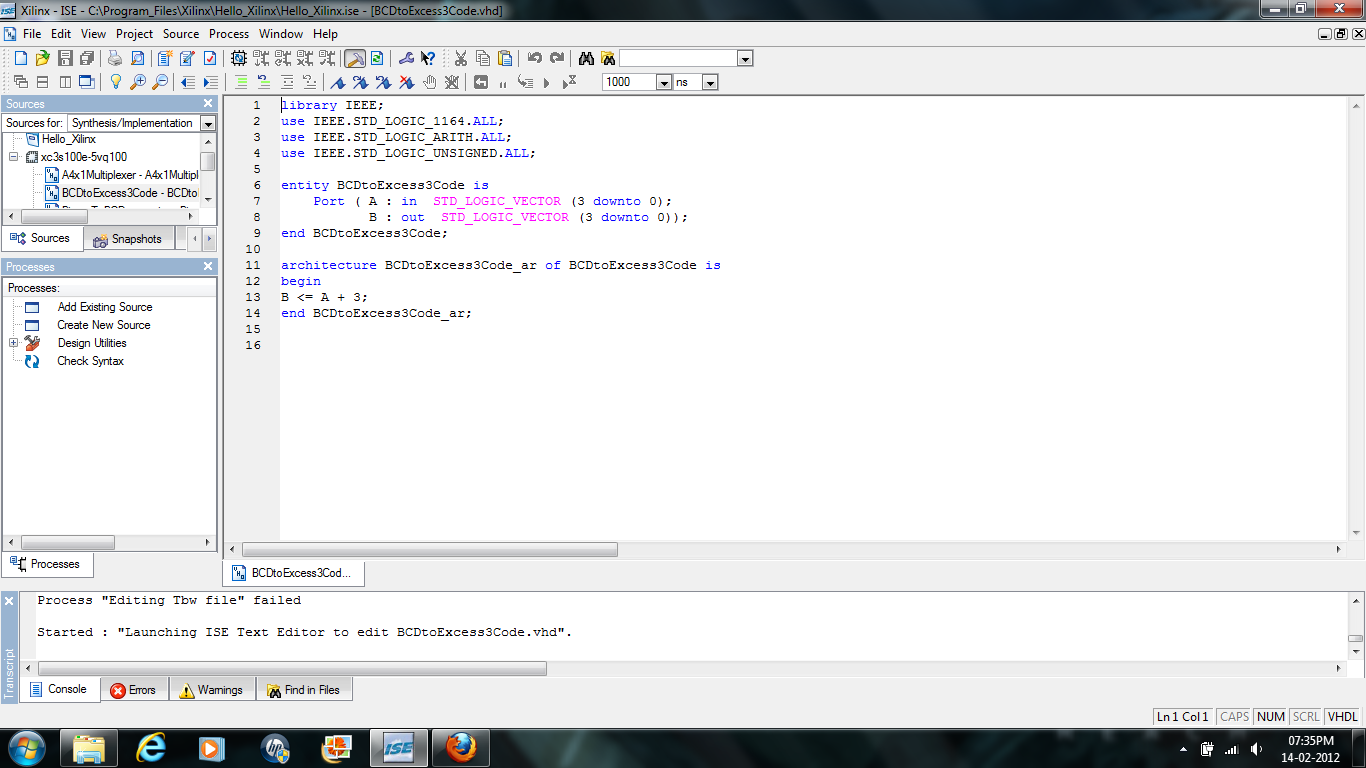 Xilinx - ISE - C:\Program_Files\Xilinx\Hello_Xilinx\Hello_Xilinx.ise - [BCDtoExcess3Code.vhd]
File Edit View Project Source Process Window Help
1000 ns
Sources
Sources for: Synthesis/Implementation
Hello_Xilinx
xc3s100e-5vq100
A4x1Multiplexer - A4x1Multipl
BCDtoExcess3Code - BCDto
Sources Snapshots
Processes
Processes:
Add Existing Source
Create New Source
Design Utilities
Check Syntax
Processes
1 library IEEE;
2 use IEEE.STD_LOGIC_1164.ALL;
3 use IEEE.STD_LOGIC_ARITH.ALL;
4 use IEEE.STD_LOGIC_UNSIGNED.ALL;
5
6 entity BCDtoExcess3Code is
7 Port ( A : in STD_LOGIC_VECTOR (3 downto 0);
8 B : out STD_LOGIC_VECTOR (3 downto 0));
9 end BCDtoExcess3Code;
10
11 architecture BCDtoExcess3Code_ar of BCDtoExcess3Code is
12 begin
13 B <= A + 3;
14 end BCDtoExcess3Code_ar;
15
16
BCDtoExcess3Cod...
Process "Editing Tbw file" failed
Started : "Launching ISE Text Editor to edit BCDtoExcess3Code.vhd".
Transcript
Console Errors Warnings Find in Files
Ln 1 Col 1 CAPS NUM SCRL VHDL
ISE
hp
07:35PM
14-02-2012